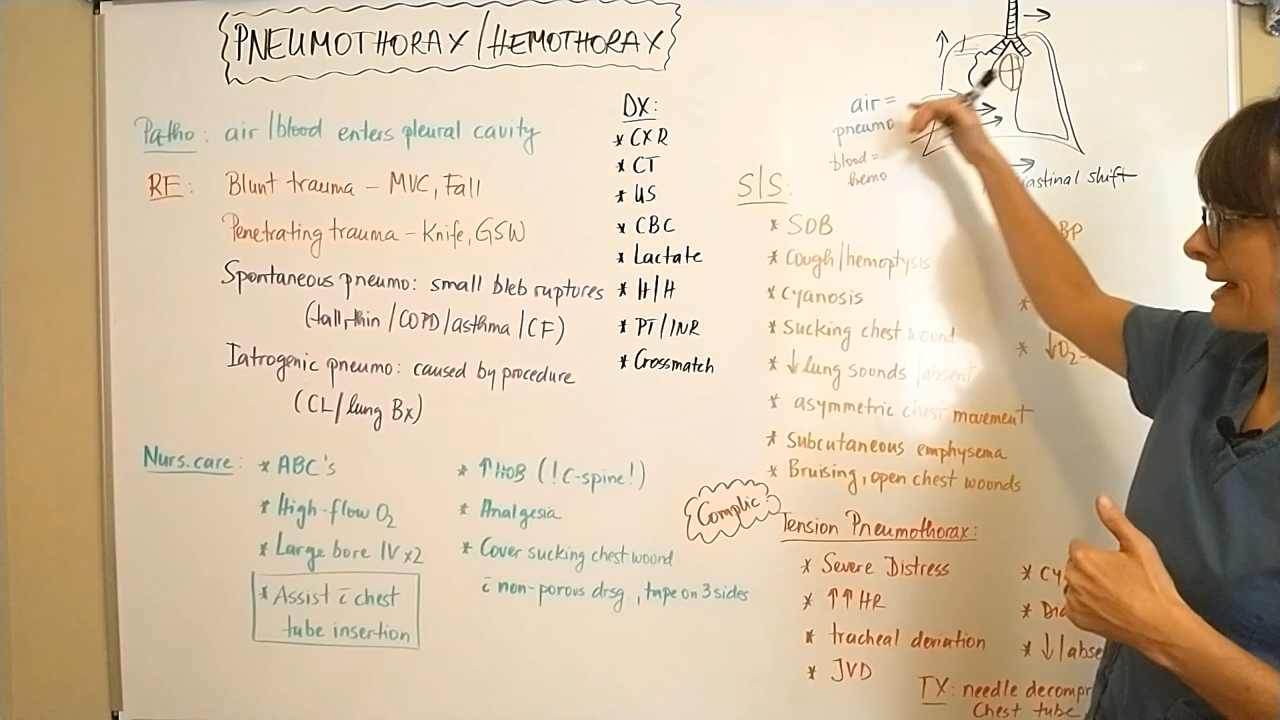 PNEUMOTHORAX/HEMOTHORAX
Patho: air/blood enters pleural cavity
RF: Blunt trauma – MVC, Fall
Penetrating trauma – Knife, GSW
Spontaneous pneumo: small bleb ruptures
(tall, thin/COPD/asthma/CF)
Iatrogenic pneumo: caused by procedure
(CL/lung Bx)
DX:
* CXR
* CT
* US
* CBC
* Lactate
* H/H
* PT/INR
* Crossmatch
air =
pneumo
blood =
hemo
shift
S/S:
* SOB
* Cough/hemoptysis
* Cyanosis
* Sucking chest wound
* ↓ lung sounds/absent
* asymmetric chest movement
* Subcutaneous emphysema
* Bruising, open chest woonds
BP
*
* ↓O2
Nurs. care:
* ABC's
* High-flow O2
* Large bore IV x2
* Assist c̄ chest
tube insertion
* ↑HOB (!C-spine!)
* Analgesia
* Cover sucking chest woond
c̄ non-porous drsg, tape on 3 sides
Complic
Tension Pneumothorax:
* Severe Distress
* ↑↑ HR
* tracheal deviation
* JVD
*
*
* ↓/
TX: needle
Chest tube